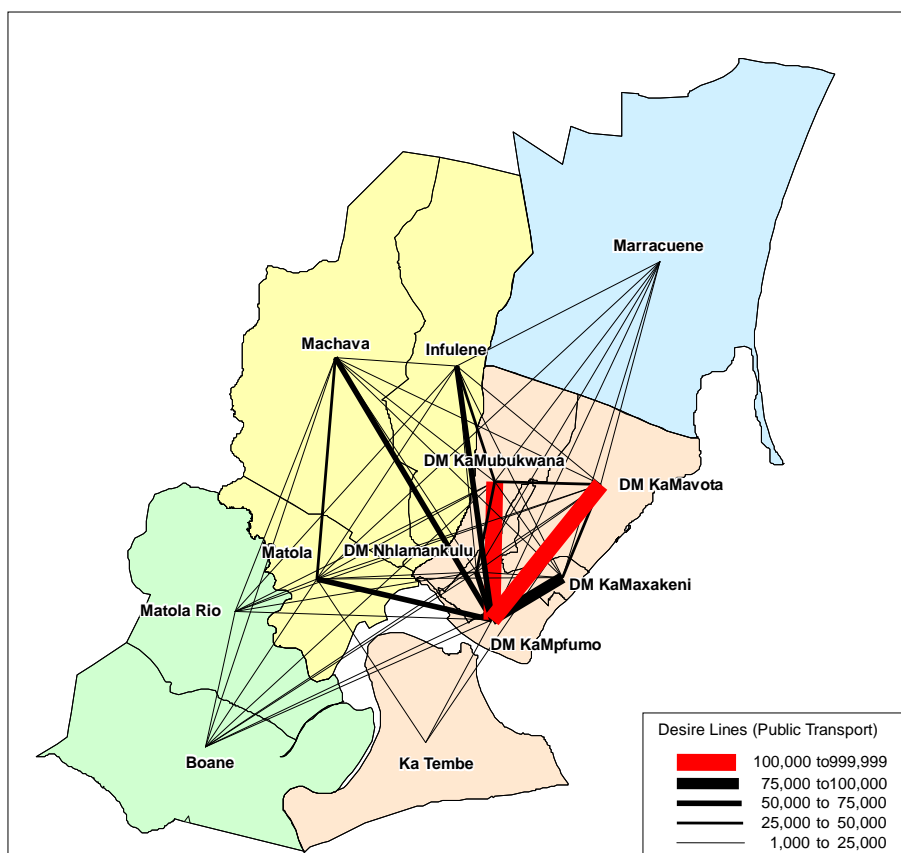 Marracuene
Machava
Infulene
DM KaMubukwana
DM KaMavota
Matola
DM Nhlamankulu
DM KaMaxakeni
Matola Rio
DM KaMpfumo
Boane
Ka Tembe
Desire Lines (Public Transport)
100,000 to999,999
75,000 to100,000
50,000 to 75,000
25,000 to 50,000
1,000 to 25,000